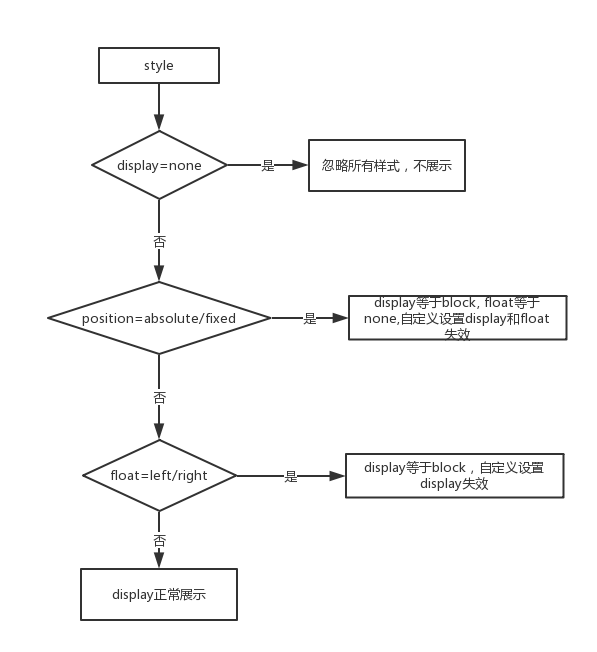 style
display=none
是
忽略所有样式，不展示
否
position=absolute/fixed
是
display等于block, float等于
none,自定义设置display和float
失效
否
float=left/right
是
display等于block，自定义设置
display失效
否
display正常展示